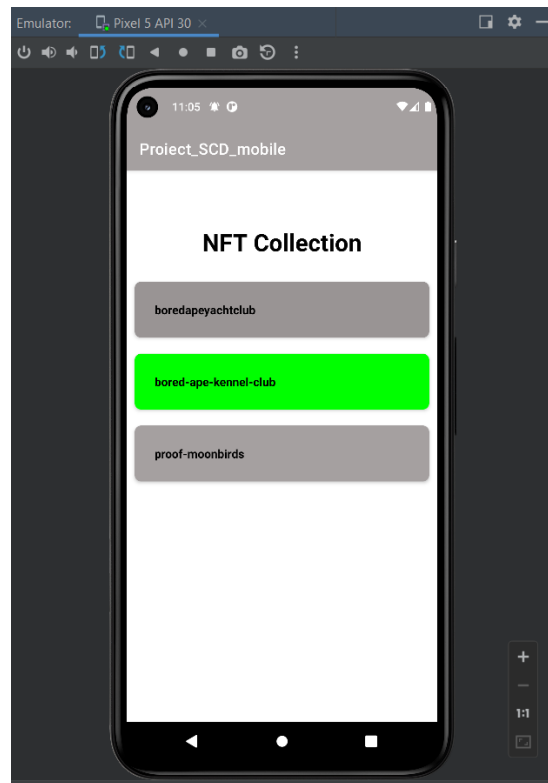 Emulator: Pixel 5 API 30
11:05
Proiect_SCD_mobile
NFT Collection
boredapeyachtclub
bored-ape-kennel-club
proof-moonbirds
1:1